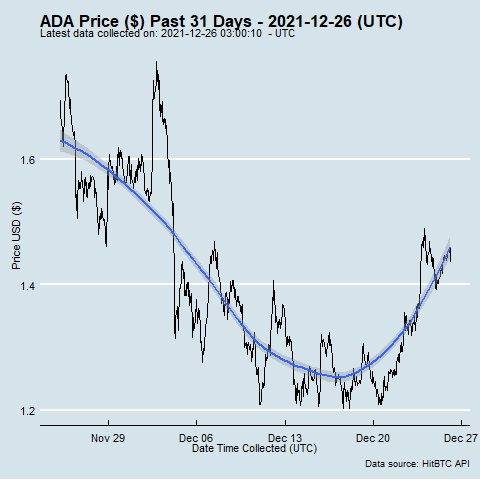 ADA Price ($) Past 31 Days - 2021-12-26 (UTC)
Latest data collected on: 2021-12-26 03:00:10  - UTC
Price USD ($)
1.6
1.4
1.2
Nov 29 Dec 06 Dec 13 Dec 20 Dec 27
Date Time Collected (UTC)
Data source: HitBTC API